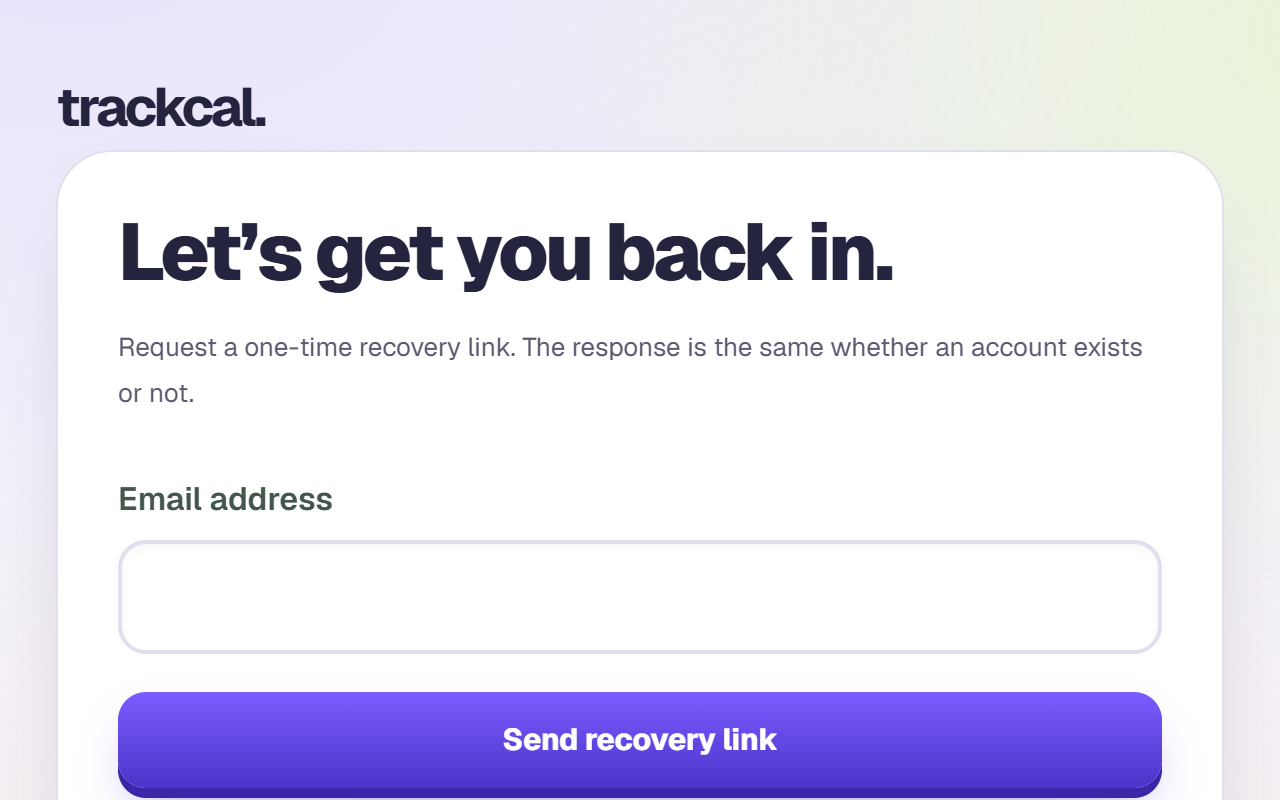 trackcal.
Let’s get you back in.
Request a one-time recovery link. The response is the same whether an account exists
or not.
Email address
Send recovery link